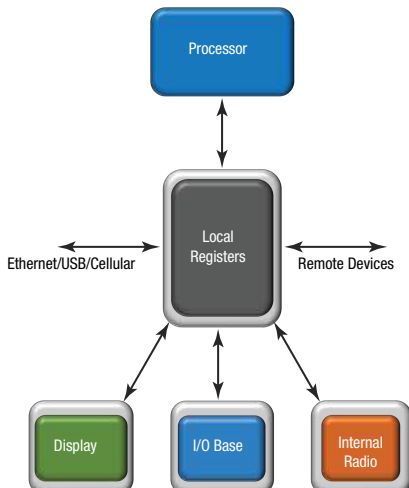 Processor
Local
Registers
Ethernet/USB/Cellular
Remote Devices
Display
I/O Base
Internal
Radio